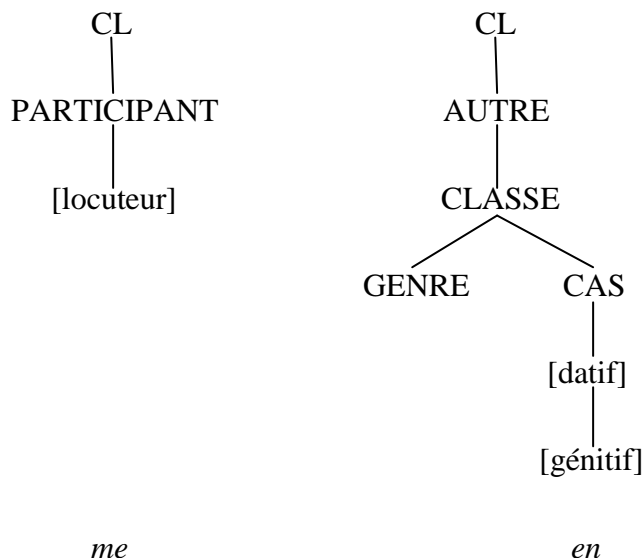 CL CL
PARTICIPANT AUTRE
[locuteur] CLASSE
GENRE CAS
[datif]
[génitif]
me en